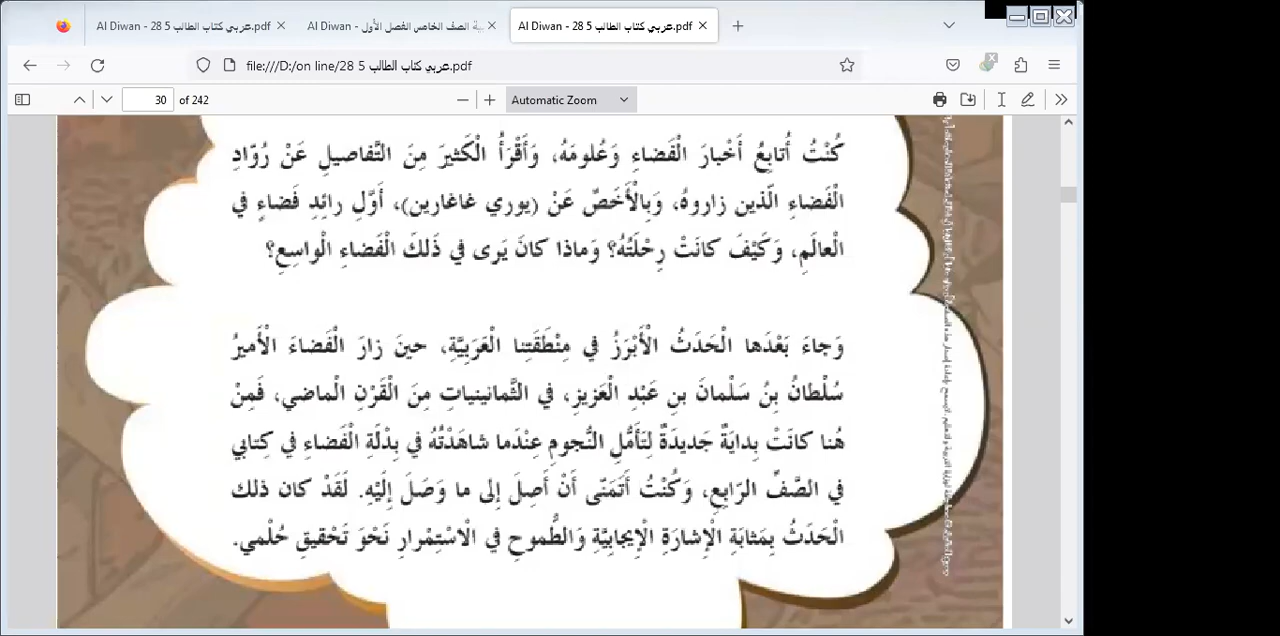 Al Diwan - 28 5 عربي كتاب الطالب.pdf
ية الصف الخامس الفصل الأول Al Diwan
Al Diwan - 28 5 عربي كتاب الطالب.pdf
file:///D:/on line/28 5 عربي كتاب الطالب.pdf
30 of 242
Automatic Zoom
كُنْتُ أُتابِعُ أَخْبارَ الْفَضاءِ وَعُلومَهُ، وَأَقْرَأُ الْكَثيرَ مِنَ التَّفاصيلِ عَنْ رُوّادِ
الْفَضاءِ الّذين زاروهُ، وَبِالْأَخَصِّ عَنْ (يوري غاغارين)، أَوَّلِ رائِدِ فَضاءٍ في
الْعالَمِ، وَكَيْفَ كانَتْ رِحْلَتُهُ؟ وَماذا كانَ يَرى في ذَلكَ الْفَضاءِ الْواسِعِ؟
وَجاءَ بَعْدَها الْحَدَثُ الْأَبْرَزُ في مِنْطَقَتِنا الْعَرَبِيَّةِ، حينَ زارَ الْفَضاءَ الْأَميرُ
سُلْطانُ بِنُ سَلْمانَ بنِ عَبْدِ الْعَزيزِ، في الثَّمانينياتِ مِنَ الْقَرْنِ الْماضي، فَمِنْ
هُنا كانَتْ بِدايَةٌ جَديدَةٌ لِتَأَمُّلِ النُّجومِ عِنْدَما شاهَدْتُهُ في بِدْلَةِ الْفَضاءِ في كِتابي
في الصَّفِّ الرّابِعِ، وَكُنْتُ أَتَمَنّى أَنْ أَصِلَ إِلى ما وَصَلَ إِلَيْهِ. لَقَدْ كان ذلك
الْحَدَثُ بِمَثابَةِ الْإِشارَةِ الْإِيجابِيَّةِ وَالطُّموحِ في الْاسْتِمْرارِ نَحْوَ تَحْقيقِ حُلْمي.